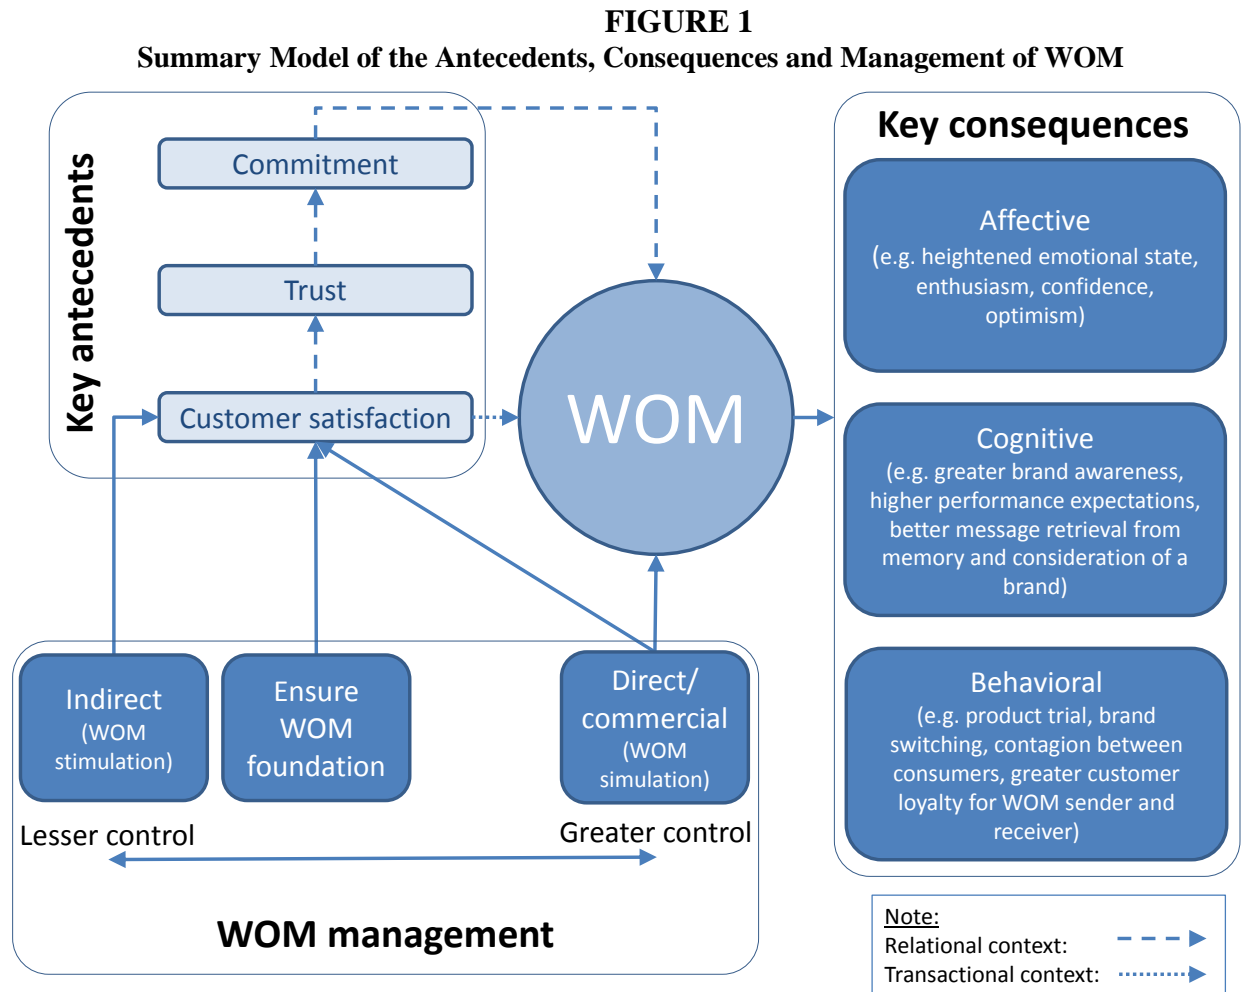 FIGURE 1
Summary Model of the Antecedents, Consequences and Management of WOM
Key antecedents
Commitment
Trust
Customer satisfaction
WOM
Key consequences
Affective
(e.g. heightened emotional state,
enthusiasm, confidence,
optimism)
Cognitive
(e.g. greater brand awareness,
higher performance expectations,
better message retrieval from
memory and consideration of a
brand)
Behavioral
(e.g. product trial, brand
switching, contagion between
consumers, greater customer
loyalty for WOM sender and
receiver)
Indirect
(WOM
stimulation)
Ensure
WOM
foundation
Direct/
commercial
(WOM
simulation)
Lesser control
Greater control
WOM management
Note:
Relational context:
Transactional context: